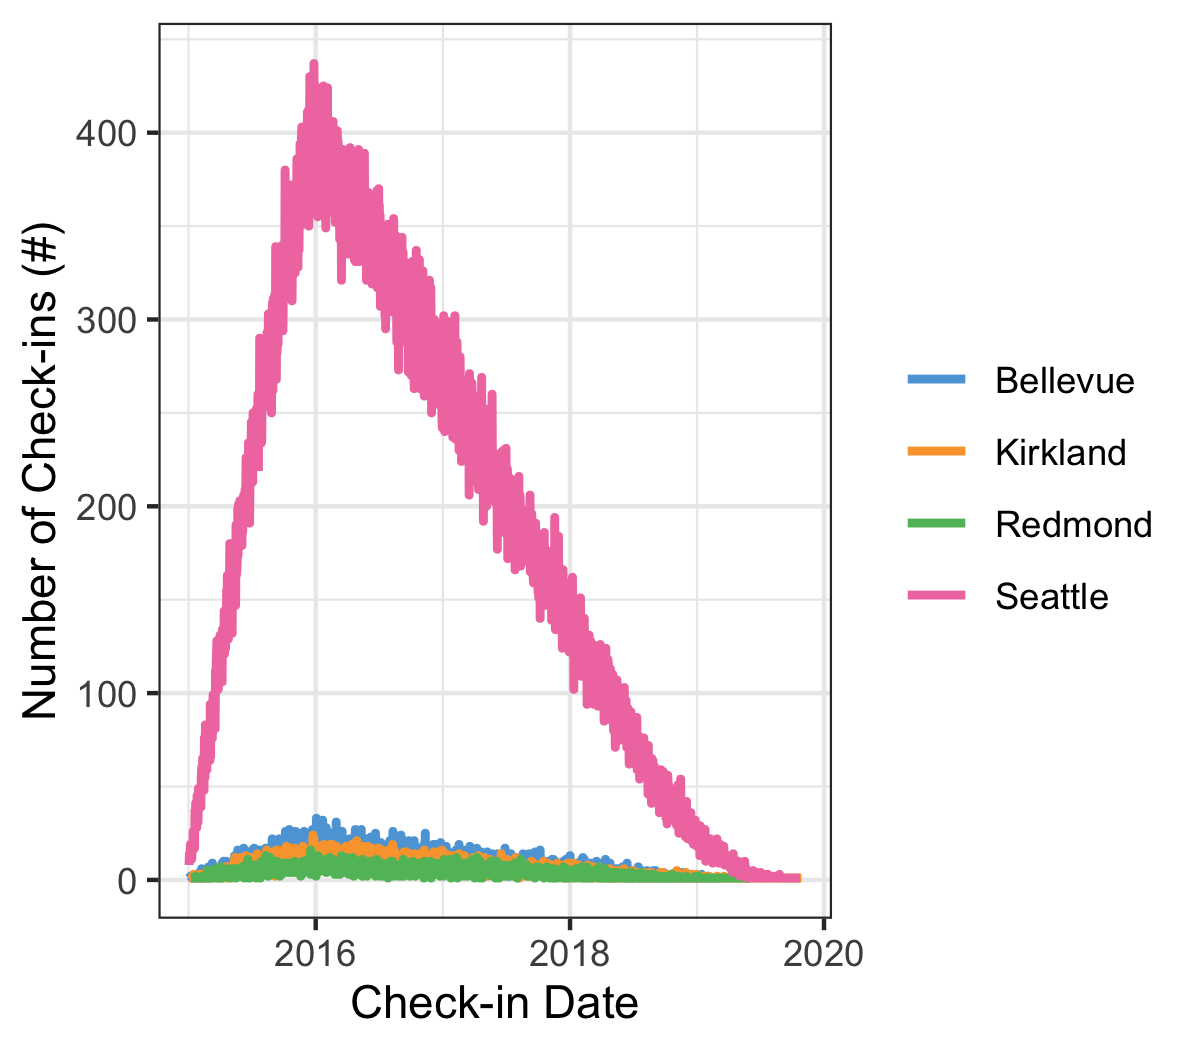 Number of Check-ins (#)
400
300
200
100
0
2016
2018
2020
Check-in Date
Bellevue
Kirkland
Redmond
Seattle